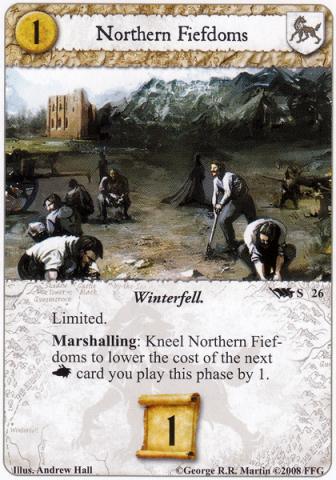 1
Northern Fiefdoms
Winterfell.
S 26
Limited.
Marshalling: Kneel Northern Fief-
doms to lower the cost of the next
card you play this phase by 1.
Winterfell
1
Illus. Andrew Hall
©George R.R. Martin ©2008 FFG